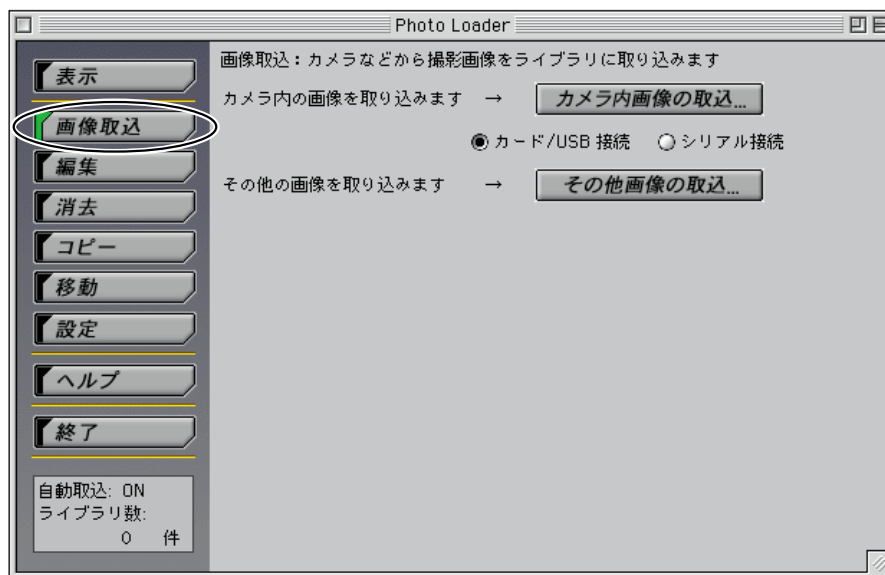 Photo Loader
表示
画像取込
編集
消去
コピー
移動
設定
ヘルプ
終了
自動取込: ON
ライブラリ数:
0 件
画像取込：カメラなどから撮影画像をライブラリに取り込みます
カメラ内の画像を取り込みます → カメラ内画像の取込...
カード/USB 接続 シリアル接続
その他の画像を取り込みます → その他画像の取込...